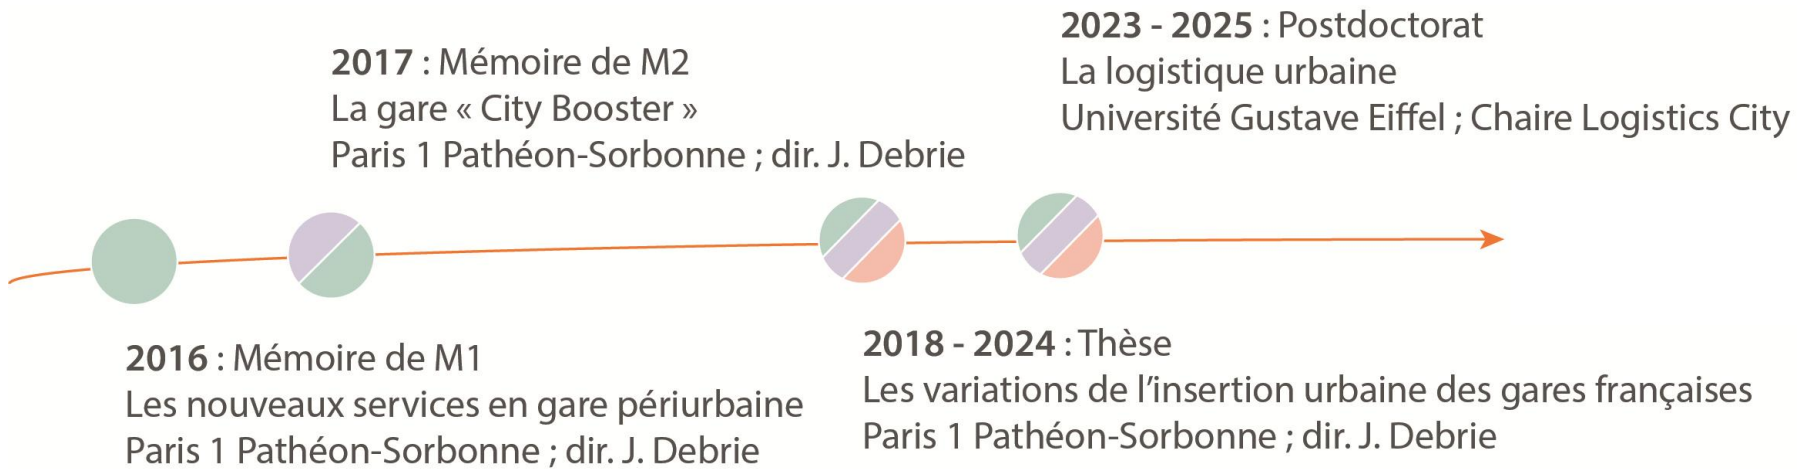 2016 : Mémoire de M1
Les nouveaux services en gare périurbaine
Paris 1 Pathéon-Sorbonne ; dir. J. Debrie
2017 : Mémoire de M2
La gare « City Booster »
Paris 1 Pathéon-Sorbonne ; dir. J. Debrie
2018 - 2024 : Thèse
Les variations de l’insertion urbaine des gares françaises
Paris 1 Pathéon-Sorbonne ; dir. J. Debrie
2023 - 2025 : Postdoctorat
La logistique urbaine
Université Gustave Eiffel ; Chaire Logistics City